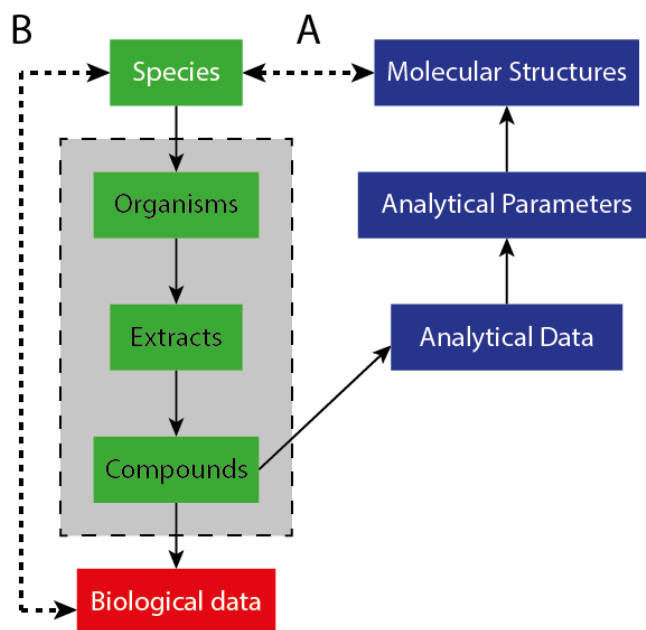 B
A
Species
Molecular Structures
Organisms
Analytical Parameters
Extracts
Analytical Data
Compounds
Biological data